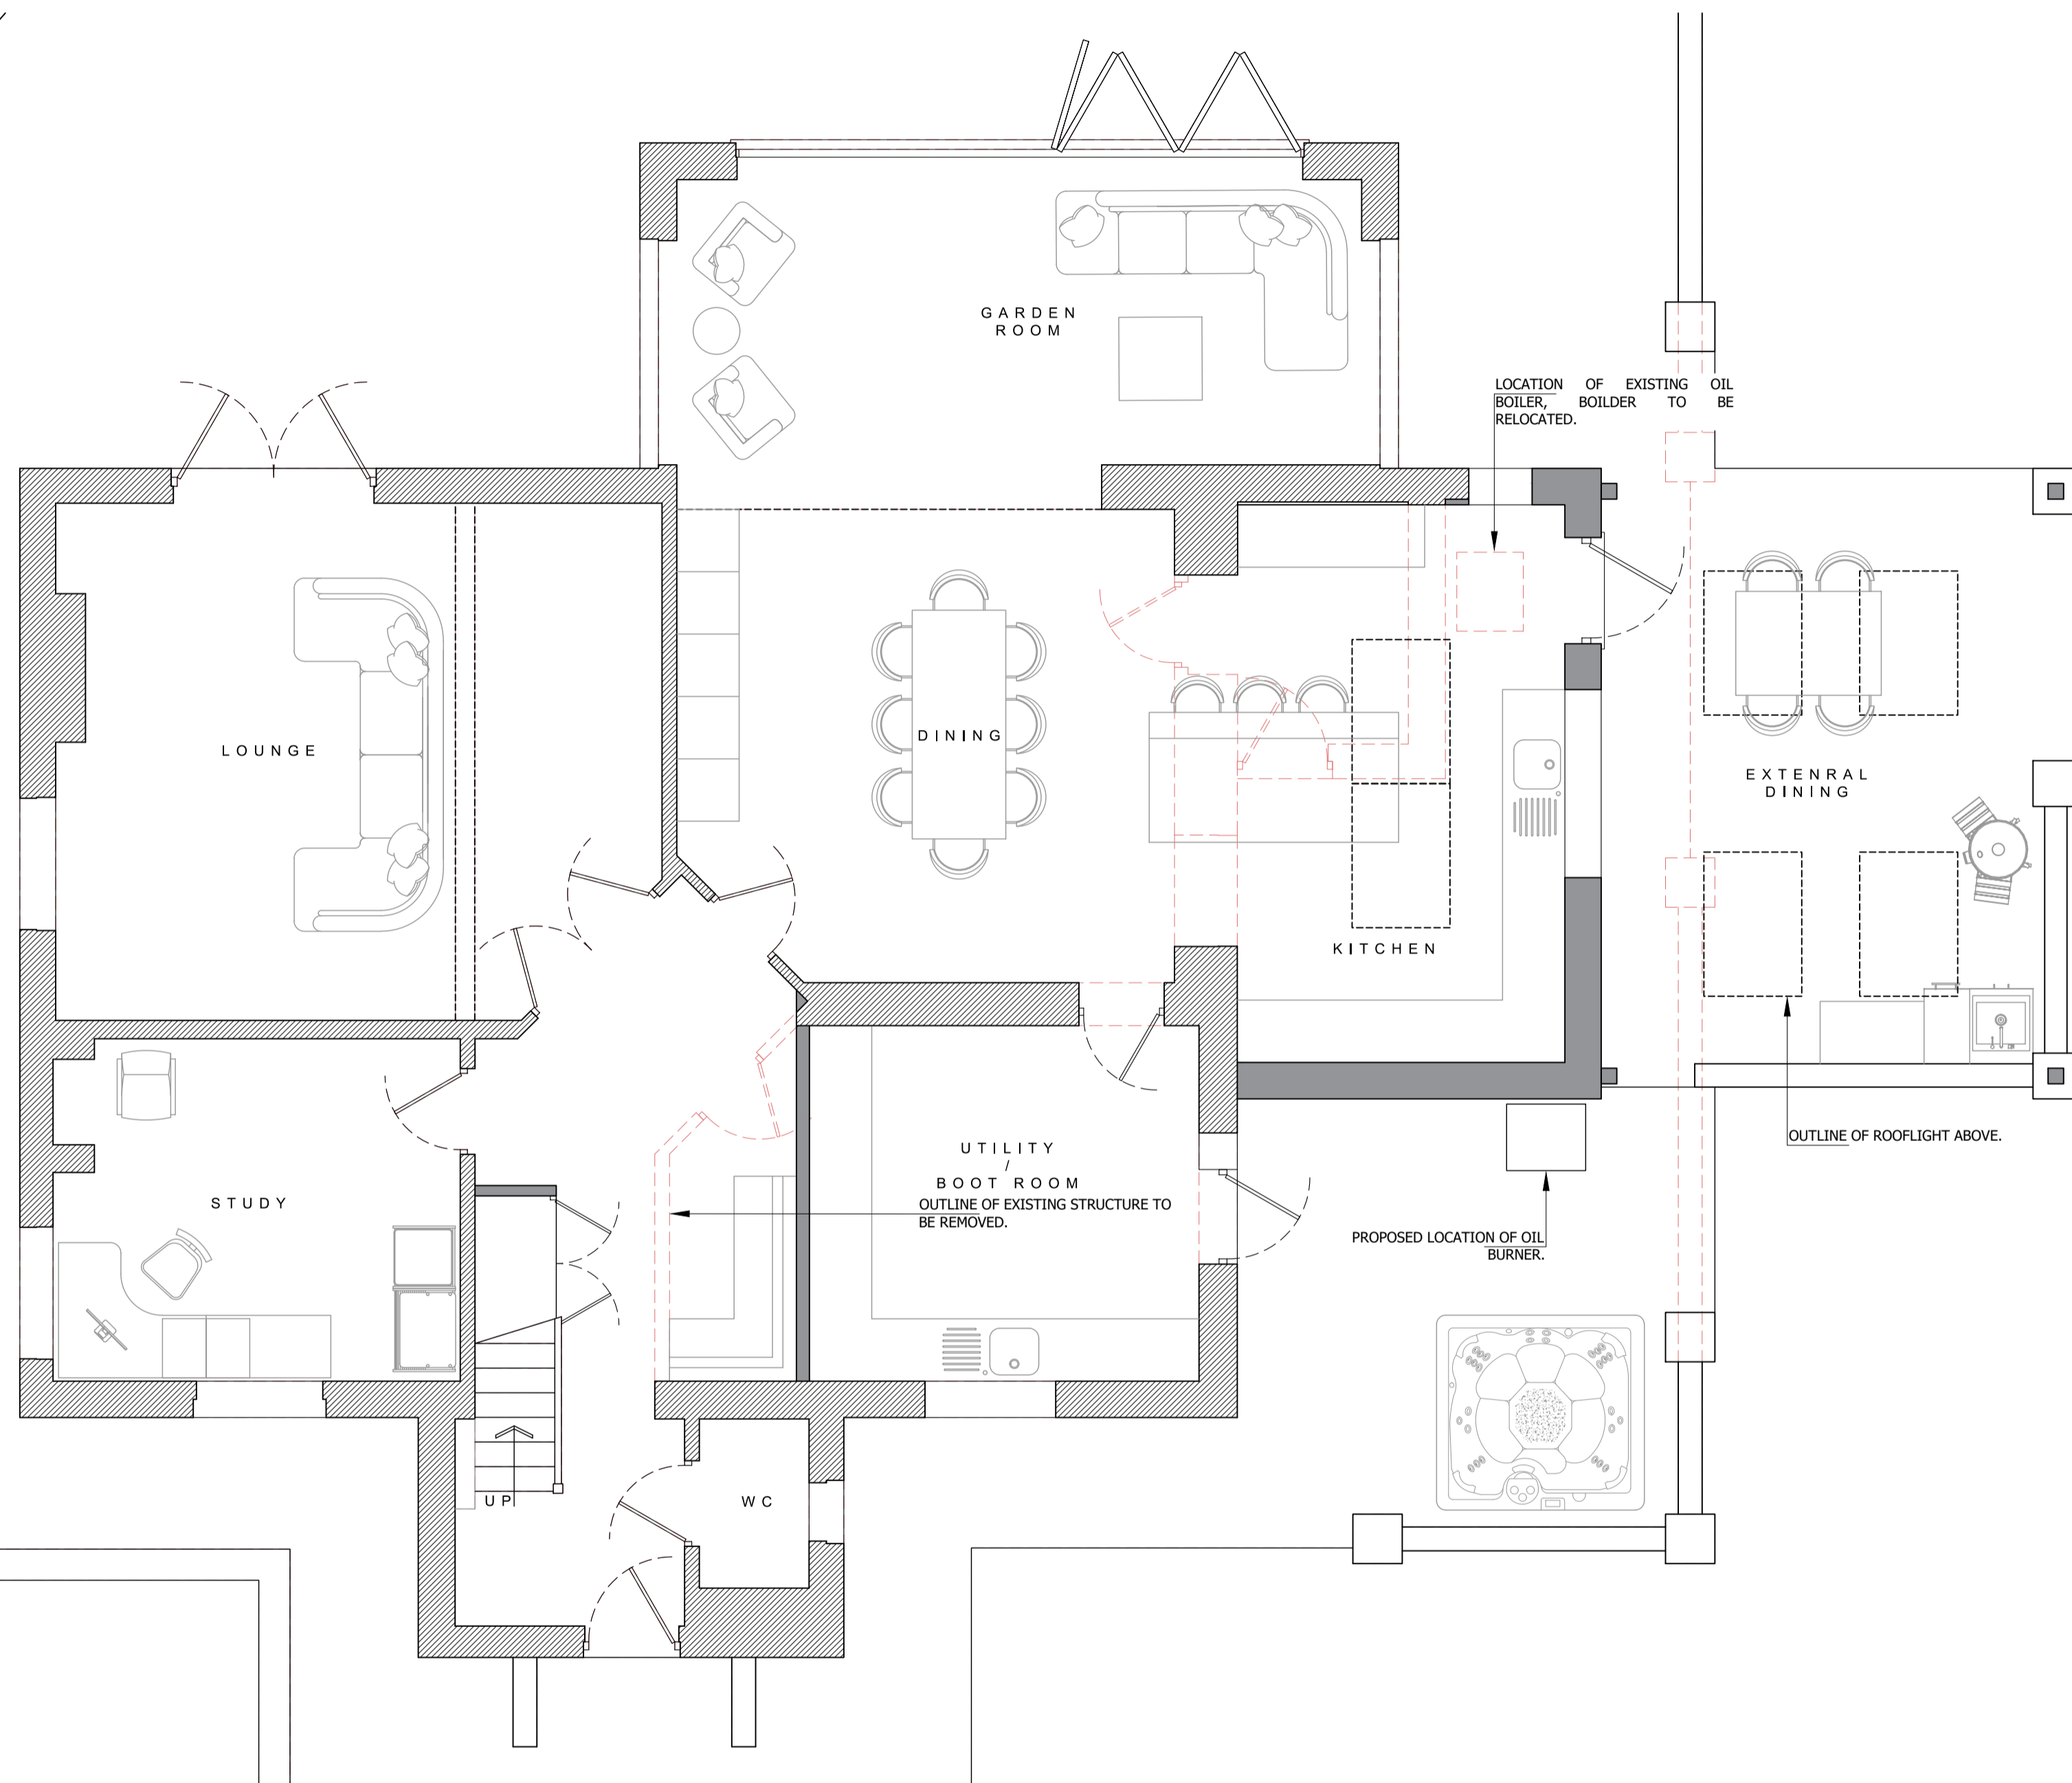 GARDEN
ROOM
LOCATION OF EXISTING OIL
BOILER, BOILDER TO BE
RELOCATED.
LOUNGE
DINING
EXTENRAL
DINING
KITCHEN
OUTLINE OF ROOFLIGHT ABOVE.
UTILITY
/
BOOT ROOM
OUTLINE OF EXISTING STRUCTURE TO
BE REMOVED.
STUDY
PROPOSED LOCATION OF OIL
BURNER.
UP
WC